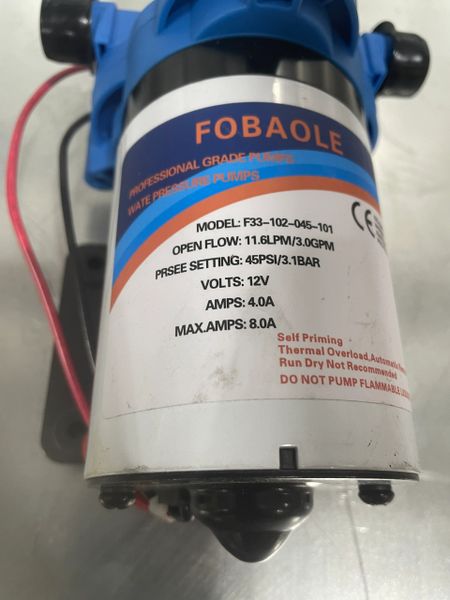 FOBAOLE
PROFESSIONAL GRADE PUMPS
WATE PRESSURE PUMPS
MODEL: F33-102-045-101
OPEN FLOW: 11.6LPM/3.0GPM
PRSEE SETTING: 45PSI/3.1BAR
VOLTS: 12V
AMPS: 4.0A
MAX.AMPS: 8.0A
CE
Self Priming
Thermal Overload,Automatic
Run Dry Not Recommended
DO NOT PUMP FLAMMABLE